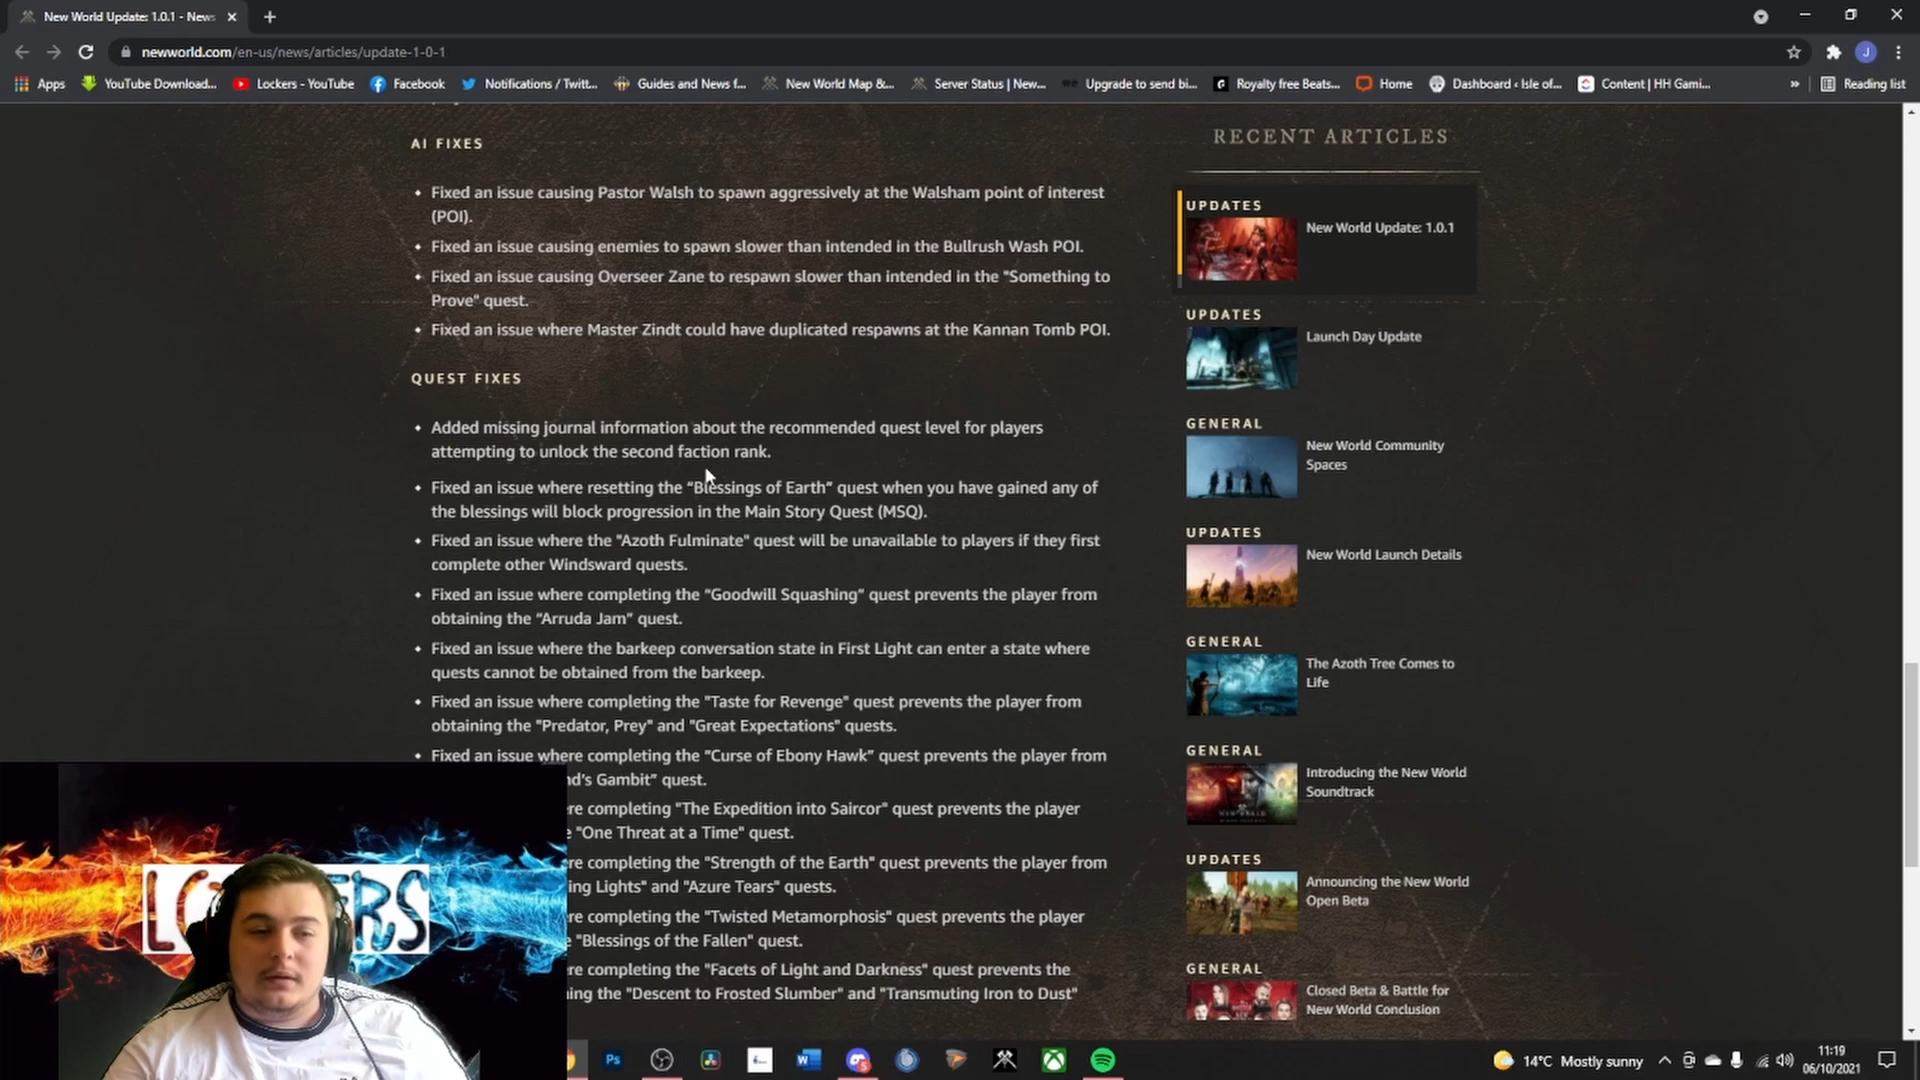 New World Update: 1.0.1 - News
newworld.com/en-us/news/articles/update-1-0-1
J
Apps
YouTube Download...
Lockers - YouTube
Facebook
Notifications / Twitt...
Guides and News f...
New World Map &...
Server Status | New...
Upgrade to send bi...
Royalty free Beats...
Home
Dashboard ‹ Isle of...
Content | HH Gami...
»
Reading list
AI FIXES
Fixed an issue causing Pastor Walsh to spawn aggressively at the Walsham point of interest
(POI).
Fixed an issue causing enemies to spawn slower than intended in the Bullrush Wash POI.
Fixed an issue causing Overseer Zane to respawn slower than intended in the "Something to
Prove" quest.
Fixed an issue where Master Zindt could have duplicated respawns at the Kannan Tomb POI.
QUEST FIXES
Added missing journal information about the recommended quest level for players
attempting to unlock the second faction rank.
Fixed an issue where resetting the “Blessings of Earth” quest when you have gained any of
the blessings will block progression in the Main Story Quest (MSQ).
Fixed an issue where the "Azoth Fulminate" quest will be unavailable to players if they first
complete other Windsward quests.
Fixed an issue where completing the “Goodwill Squashing” quest prevents the player from
obtaining the “Arruda Jam” quest.
Fixed an issue where the barkeep conversation state in First Light can enter a state where
quests cannot be obtained from the barkeep.
Fixed an issue where completing the "Taste for Revenge" quest prevents the player from
obtaining the "Predator, Prey" and "Great Expectations" quests.
Fixed an issue where completing the “Curse of Ebony Hawk” quest prevents the player from
nd’s Gambit” quest.
re completing "The Expedition into Saircor" quest prevents the player
e "One Threat at a Time" quest.
re completing the "Strength of the Earth" quest prevents the player from
ing Lights" and "Azure Tears" quests.
re completing the "Twisted Metamorphosis" quest prevents the player
e "Blessings of the Fallen" quest.
re completing the "Facets of Light and Darkness" quest prevents the
ning the "Descent to Frosted Slumber" and "Transmuting Iron to Dust"
RECENT ARTICLES
UPDATES
New World Update: 1.0.1
UPDATES
Launch Day Update
GENERAL
New World Community
Spaces
UPDATES
New World Launch Details
GENERAL
The Azoth Tree Comes to
Life
GENERAL
Introducing the New World
Soundtrack
UPDATES
Announcing the New World
Open Beta
GENERAL
Closed Beta & Battle for
New World Conclusion
Ps
14°C Mostly sunny
11:19
06/10/2021